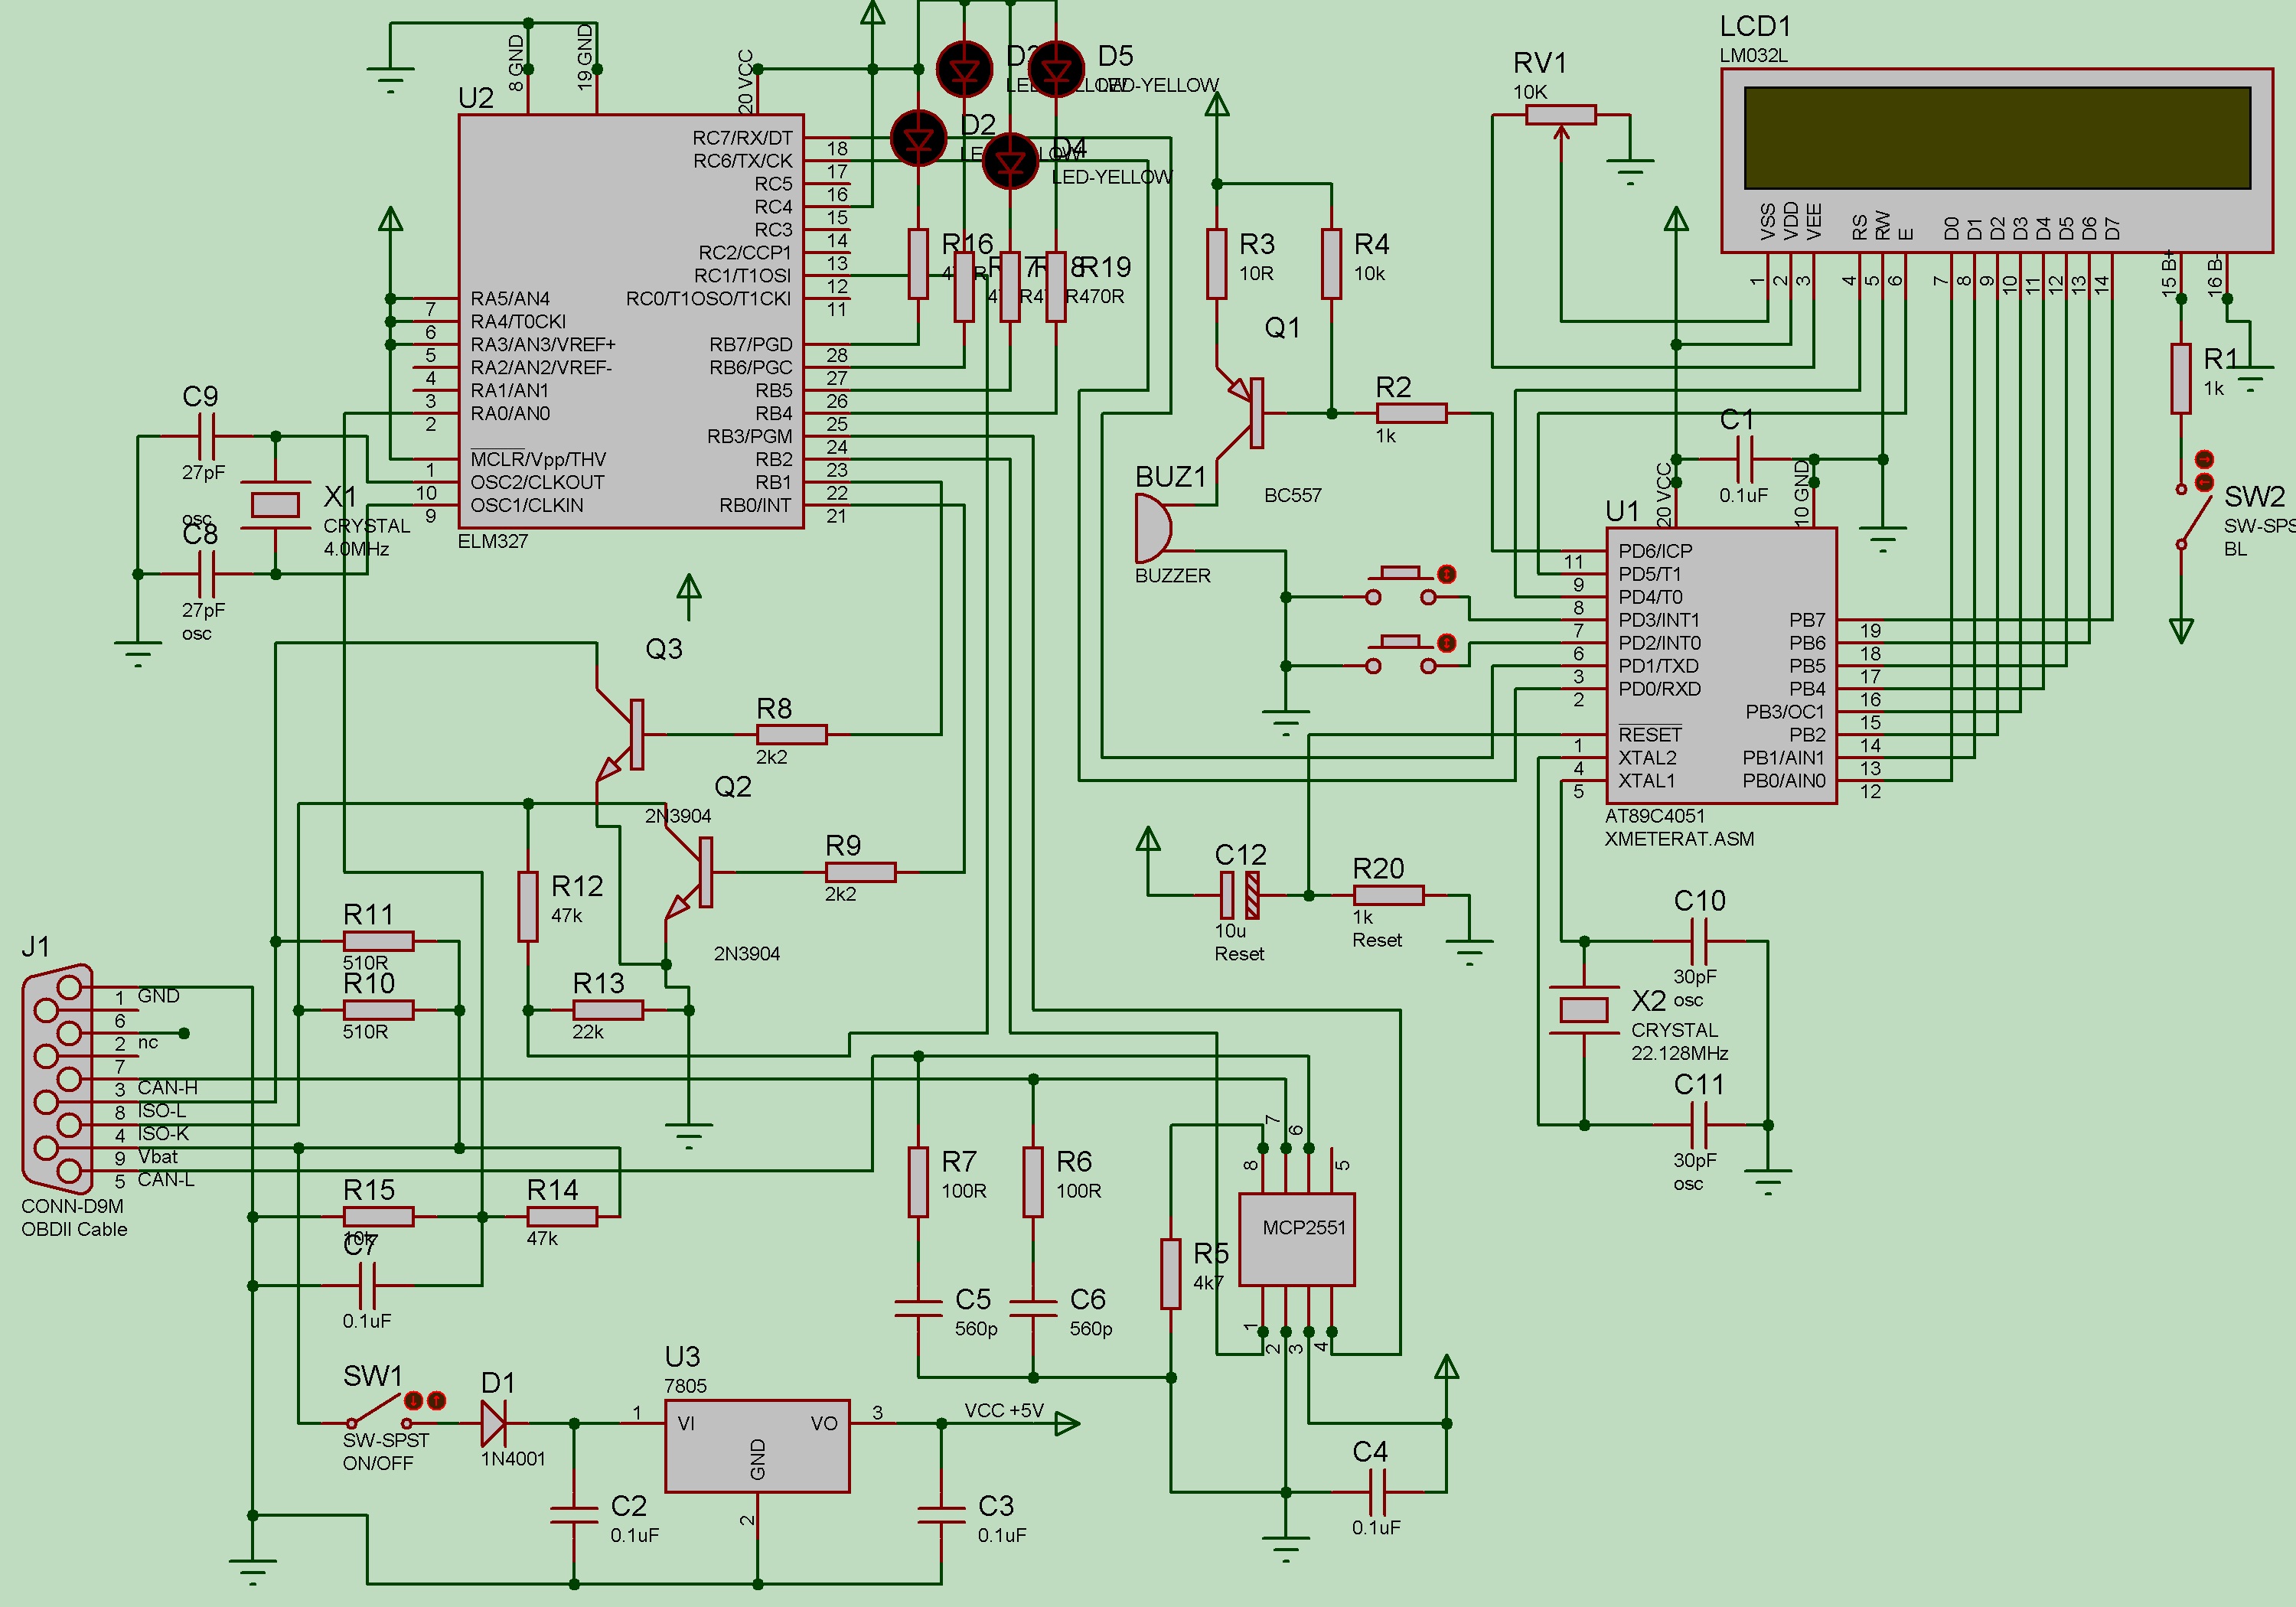 LCD1
LM032L
RV1
10K
VSS
VDD
VEE
RS
RW
E
D0
D1
D2
D3
D4
D5
D6
D7
1
2
3
4
5
6
7
8
9
10
11
12
13
14
15 B+
16 B-
R1
1k
SW2
BL
U2
8 GND
19 GND
20 VCC
RC7/RX/DT
18
RC6/TX/CK
17
RC5
16
RC4
15
RC3
14
RC2/CCP1
13
RC1/T1OSI
12
RC0/T1OSO/T1CKI
11
RB7/PGD
28
RB6/PGC
27
RB5
26
RB4
25
RB3/PGM
24
RB2
23
RB1
22
RB0/INT
21
RA5/AN4
7
RA4/T0CKI
6
RA3/AN3/VREF+
5
RA2/AN2/VREF-
4
RA1/AN1
3
RA0/AN0
2
MCLR/Vpp/THV
1
OSC2/CLKOUT
10
OSC1/CLKIN
9
ELM327
D5
LED-YELLOW
D2
D4
LED-YELLOW
R16
R19
470R
R3
10R
R4
10k
Q1
BC557
R2
1k
BUZ1
BUZZER
C1
0.1uF
U1
20 VCC
10 GND
PD6/ICP
11
PD5/T1
9
PD4/T0
8
PD3/INT1
7
PD2/INT0
6
PD1/TXD
3
PD0/RXD
2
RESET
1
XTAL2
4
XTAL1
5
PB7
19
PB6
18
PB5
17
PB4
16
PB3/OC1
15
PB2
14
PB1/AIN1
13
PB0/AIN0
12
AT89C4051
XMETERAT.ASM
C9
27pF
osc
C8
27pF
osc
X1
CRYSTAL
4.0MHz
Q3
2N3904
R8
2k2
Q2
2N3904
R9
2k2
R12
47k
R13
22k
R11
510R
R10
510R
C12
10u
Reset
R20
1k
Reset
C10
30pF
osc
X2
CRYSTAL
22.128MHz
C11
30pF
osc
J1
1
GND
6
2
nc
7
3
CAN-H
8
ISO-L
4
ISO-K
9
Vbat
5
CAN-L
CONN-D9M
OBDII Cable
R15
10k
R14
47k
C7
0.1uF
R7
100R
R6
100R
C5
560p
C6
560p
R5
4k7
8
7
6
5
MCP2551
1
2
3
4
C4
0.1uF
SW1
SW-SPST
ON/OFF
D1
1N4001
U3
7805
1
VI
VO
3
GND
2
VCC +5V
C2
0.1uF
C3
0.1uF